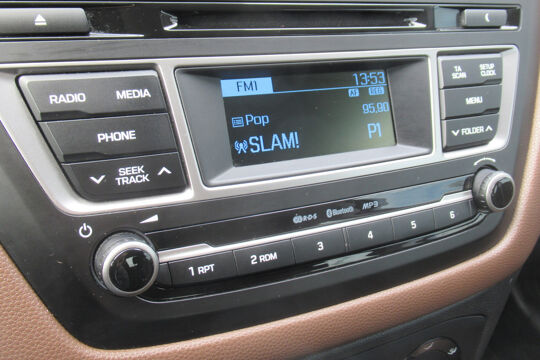 RADIO MEDIA
PHONE
SEEK
TRACK
FM1 13:53
AF REG
Pop 95.90
SLAM! P1
TA
SCAN
SETUP
CLOCK
MENU
FOLDER
R·D·S Bluetooth MP3
1 RPT 2 RDM 3 4 5 6